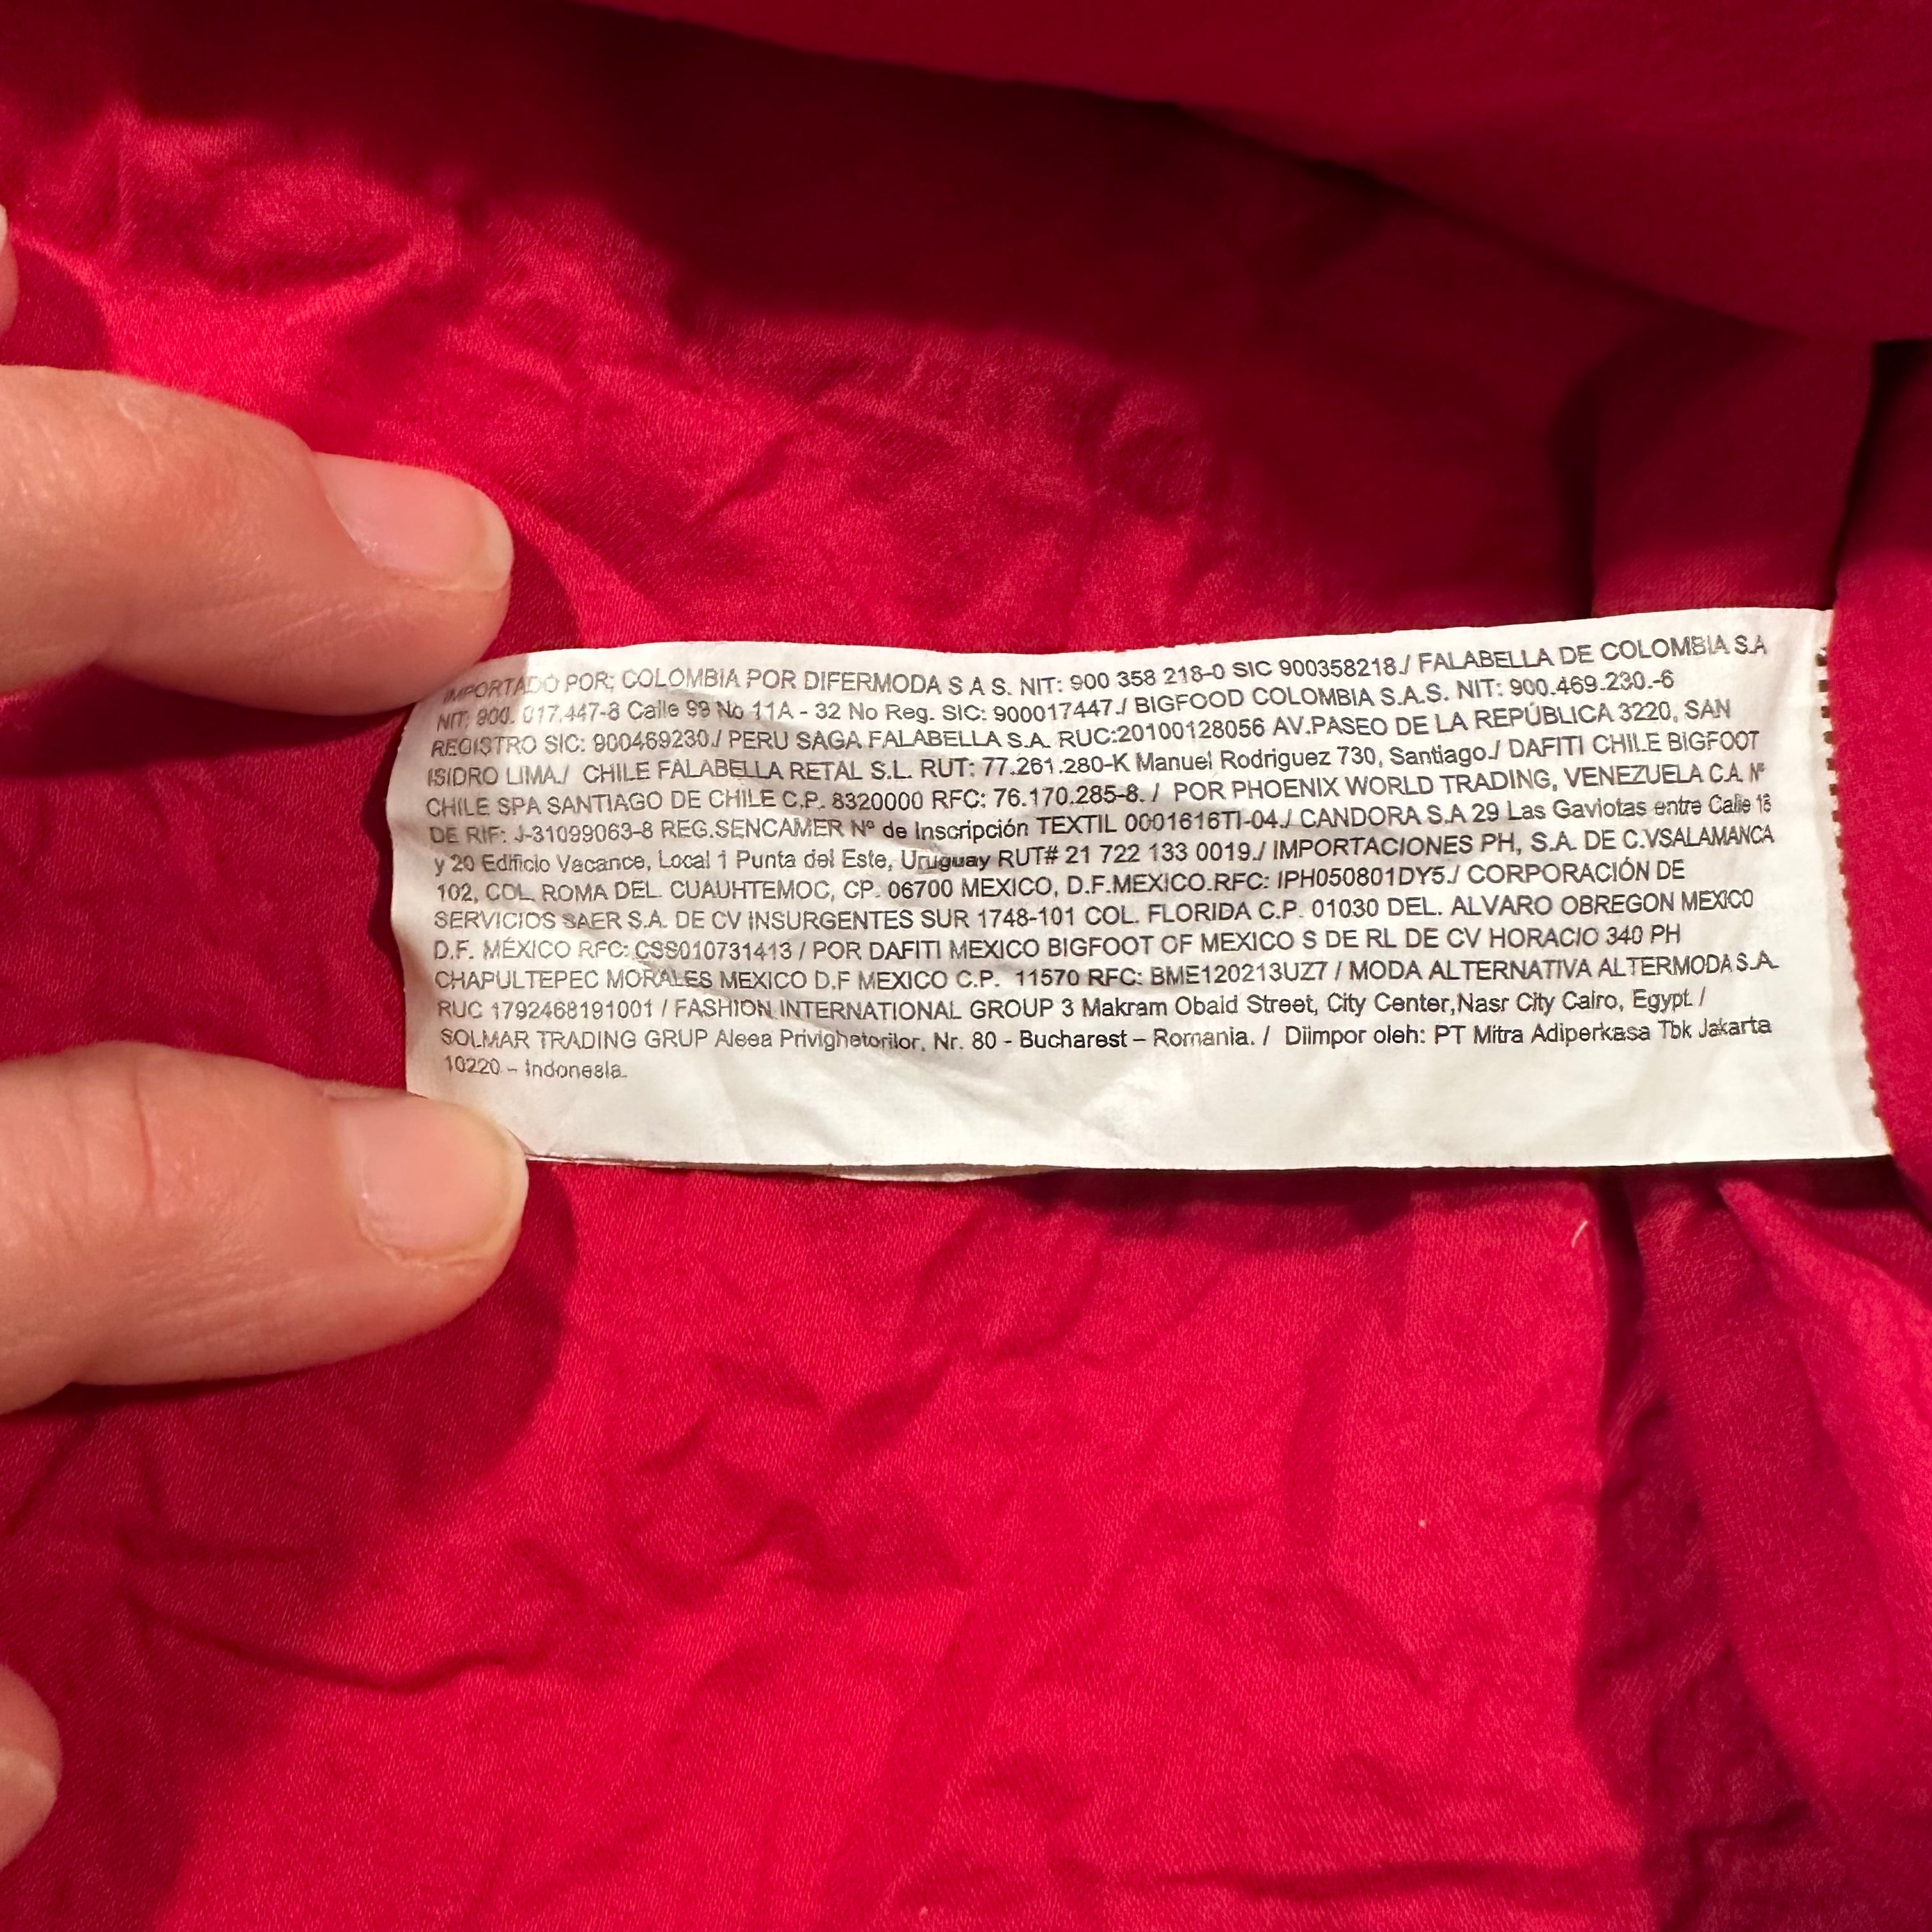 IMPORTADO POR: COLOMBIA POR DIFERMODA S A S. NIT: 900 358 218-0 SIC 900358218./ FALABELLA DE COLOMBIA S.A
NIT: 900. 017.447-8 Calle 99 No 11A - 32 No Reg. SIC: 900017447./ BIGFOOD COLOMBIA S.A.S. NIT: 900.469.230.-6
REGISTRO SIC: 900469230./ PERU SAGA FALABELLA S.A. RUC:20100128056 AV.PASEO DE LA REPÚBLICA 3220, SAN
ISIDRO LIMA./ CHILE FALABELLA RETAL S.L. RUT: 77.261.280-K Manuel Rodriguez 730, Santiago./ DAFITI CHILE BIGFOOT
CHILE SPA SANTIAGO DE CHILE C.P. 8320000 RFC: 76.170.285-8. / POR PHOENIX WORLD TRADING, VENEZUELA C.A. Nº
DE RIF: J-31099063-8 REG.SENCAMER Nº de Inscripción TEXTIL 0001616TI-04./ CANDORA S.A 29 Las Gaviotas entre Calle 18
y 20 Edificio Vacance, Local 1 Punta del Este, Uruguay RUT# 21 722 133 0019./ IMPORTACIONES PH, S.A. DE C.VSALAMANCA
102, COL. ROMA DEL. CUAUHTEMOC, CP. 06700 MEXICO, D.F.MEXICO.RFC: IPH050801DY5./ CORPORACIÓN DE
SERVICIOS SAER S.A. DE CV INSURGENTES SUR 1748-101 COL. FLORIDA C.P. 01030 DEL. ALVARO OBREGON MEXICO
D.F. MÉXICO RFC: CSS010731413 / POR DAFITI MEXICO BIGFOOT OF MEXICO S DE RL DE CV HORACIO 340 PH
CHAPULTEPEC MORALES MEXICO D.F MEXICO C.P. 11570 RFC: BME120213UZ7 / MODA ALTERNATIVA ALTERMODA S.A.
RUC 1792468191001 / FASHION INTERNATIONAL GROUP 3 Makram Obaid Street, City Center,Nasr City Cairo, Egypt. /
SOLMAR TRADING GRUP Aleea Privighetorilor, Nr. 80 - Bucharest – Romania. / Diimpor oleh: PT Mitra Adiperkasa Tbk Jakarta
10220 – Indonesia.